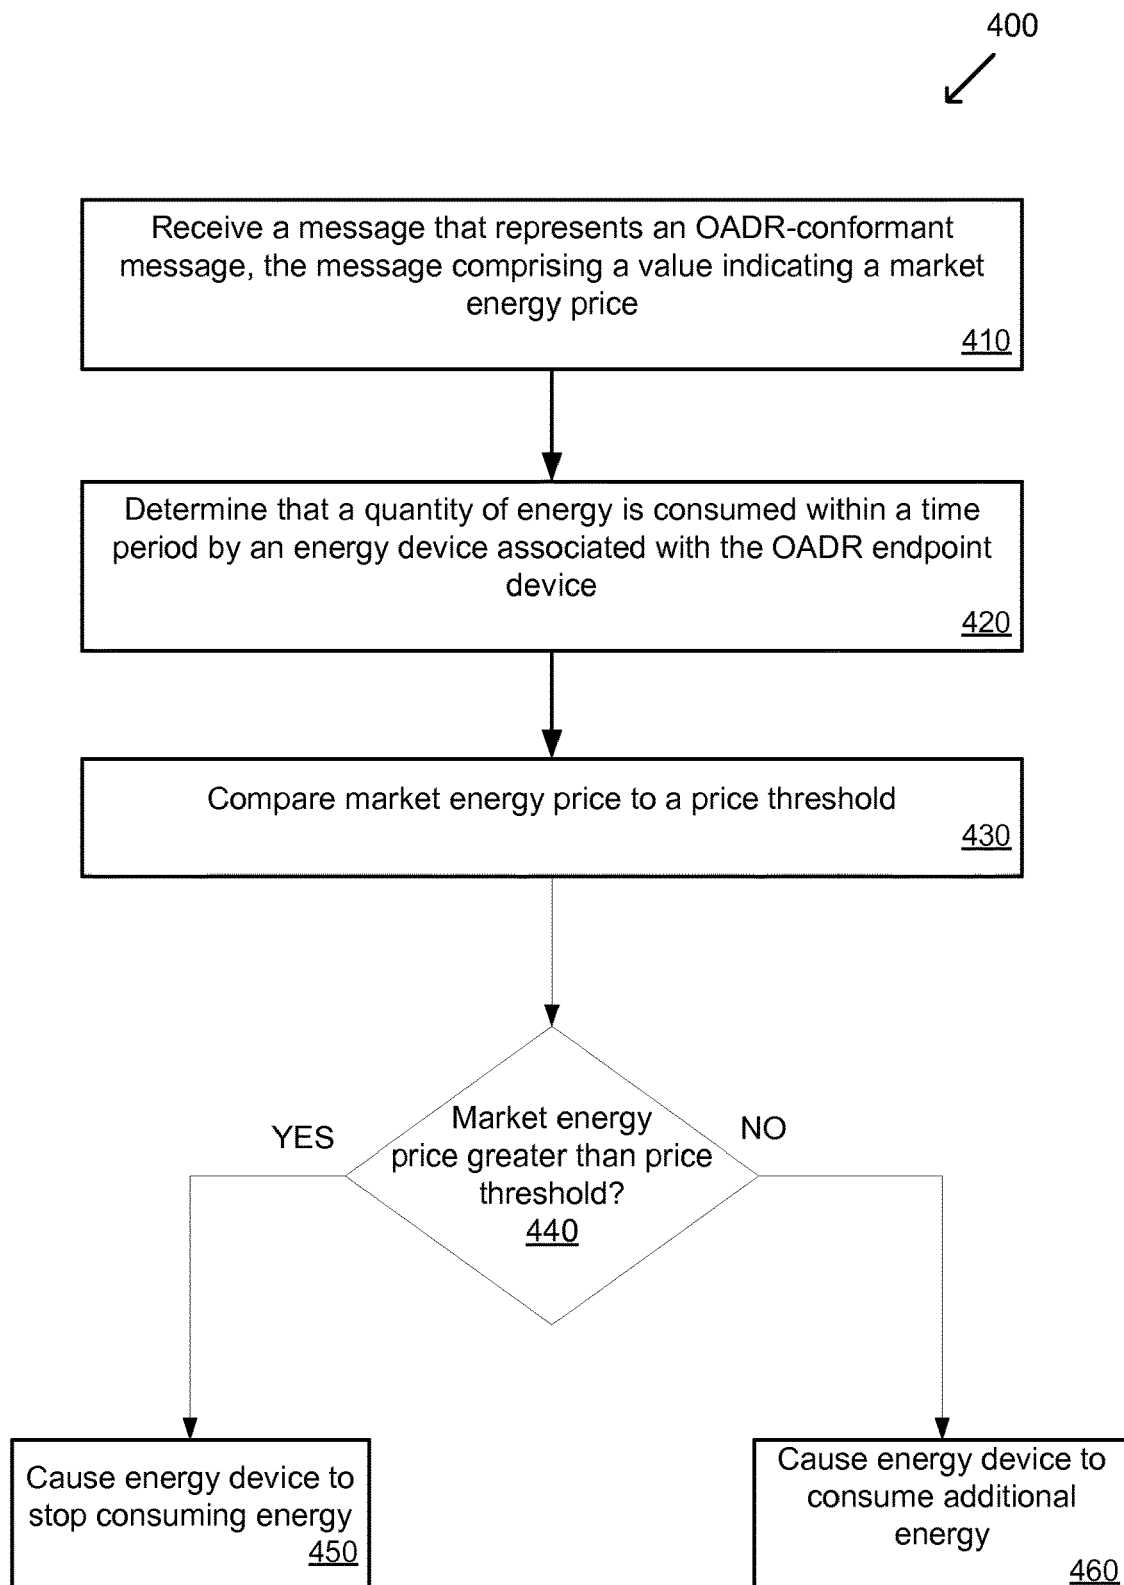 400
Receive a message that represents an OADR-conformant
message, the message comprising a value indicating a market
energy price
410
Determine that a quantity of energy is consumed within a time
period by an energy device associated with the OADR endpoint
device
420
Compare market energy price to a price threshold
430
Market energy
price greater than price
threshold?
440
YES
NO
Cause energy device to
stop consuming energy
450
Cause energy device to
consume additional
energy
460